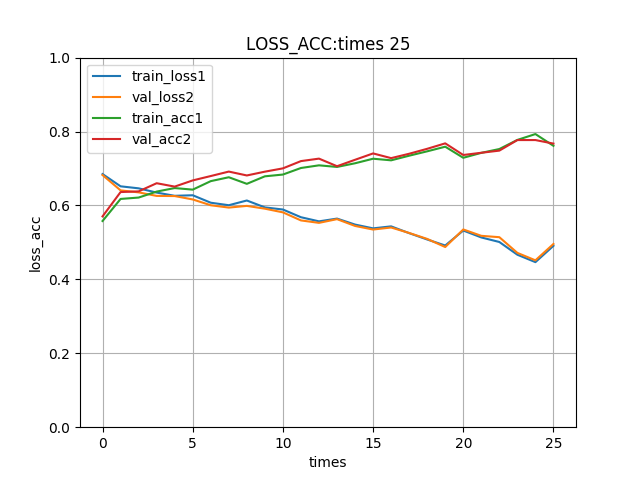 LOSS_ACC:times 25
1.0
0.8
0.6
0.4
0.2
0.0
loss_acc
train_loss1
val_loss2
train_acc1
val_acc2
0 5 10 15 20 25
times